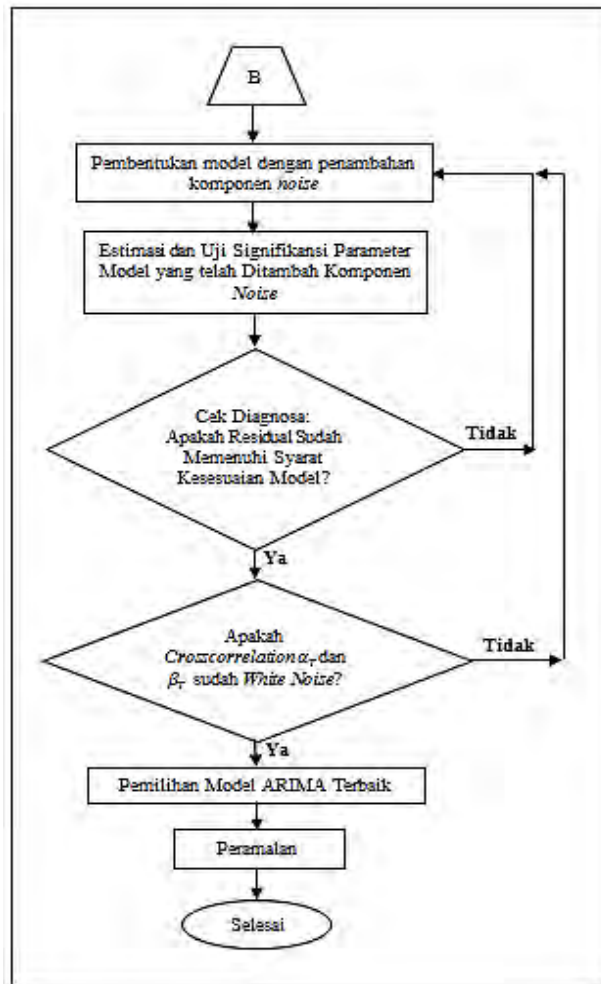 B
Pembentukan model dengan penambahan
komponen noise
Estimasi dan Uji Signifikansi Parameter
Model yang telah Ditambah Komponen
Noise
Cek Diagnosa:
Apakah Residual Sudah
Memenuhi Syarat
Kesesuaian Model?
Tidak
Ya
Apakah
Crosscorrelation α𝜏 dan
β𝜏 sudah White Noise?
Tidak
Ya
Pemilihan Model ARIMA Terbaik
Peramalan
Selesai